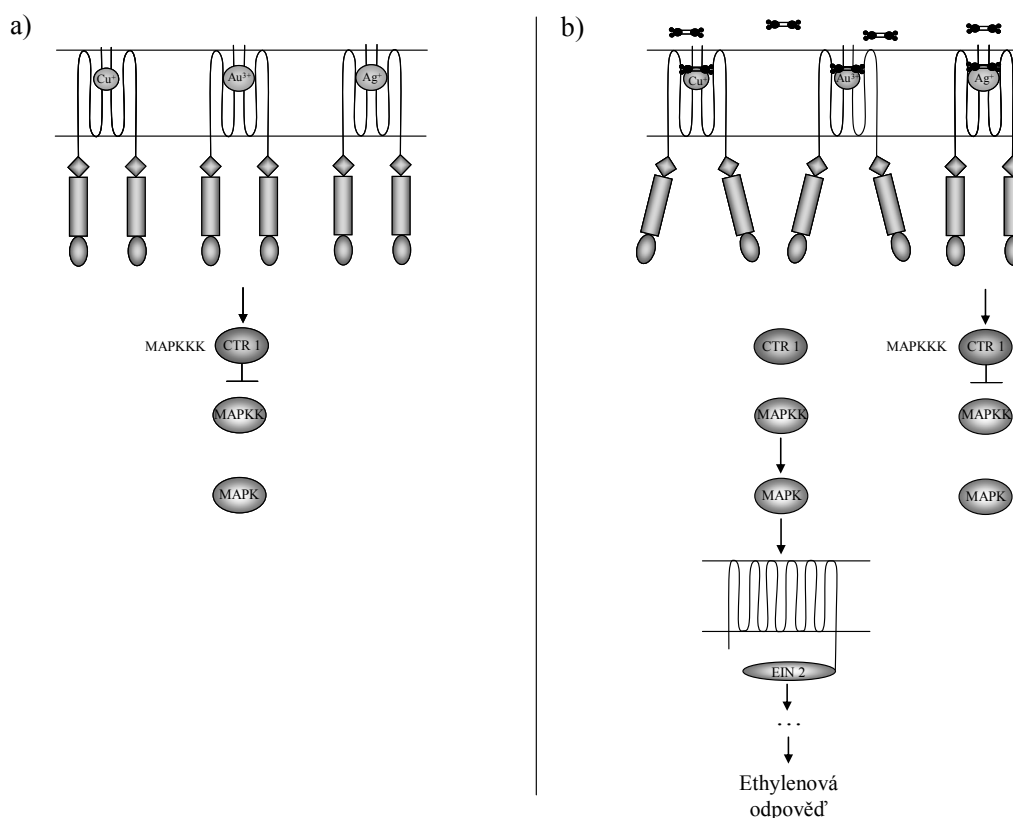 a)
Cu⁺ Au³⁺ Ag⁺
MAPKKK CTR 1
MAPKK
MAPK
b)
Cu⁺ Au³⁺ Ag⁺
CTR 1
MAPKK
MAPK
EIN 2
...
Ethylenová
odpověď
MAPKKK CTR 1
MAPKK
MAPK